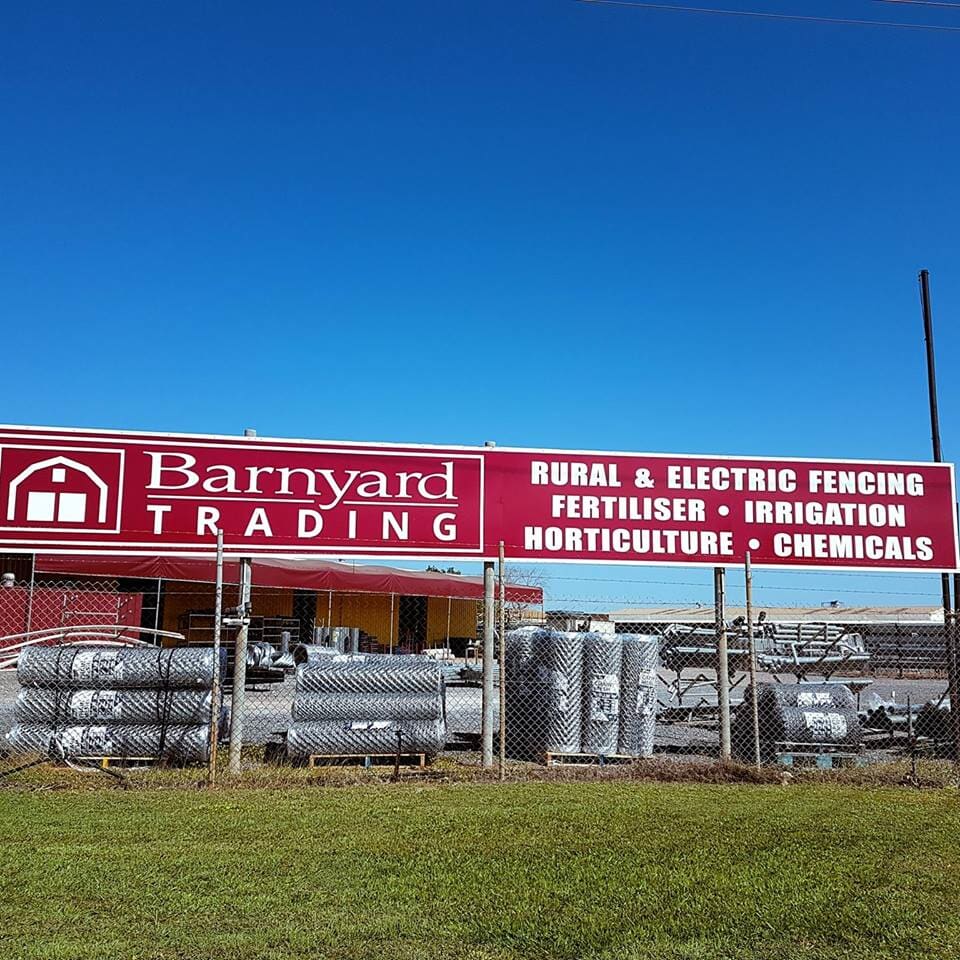 Barnyard
TRADING
RURAL & ELECTRIC FENCING
FERTILISER • IRRIGATION
HORTICULTURE • CHEMICALS